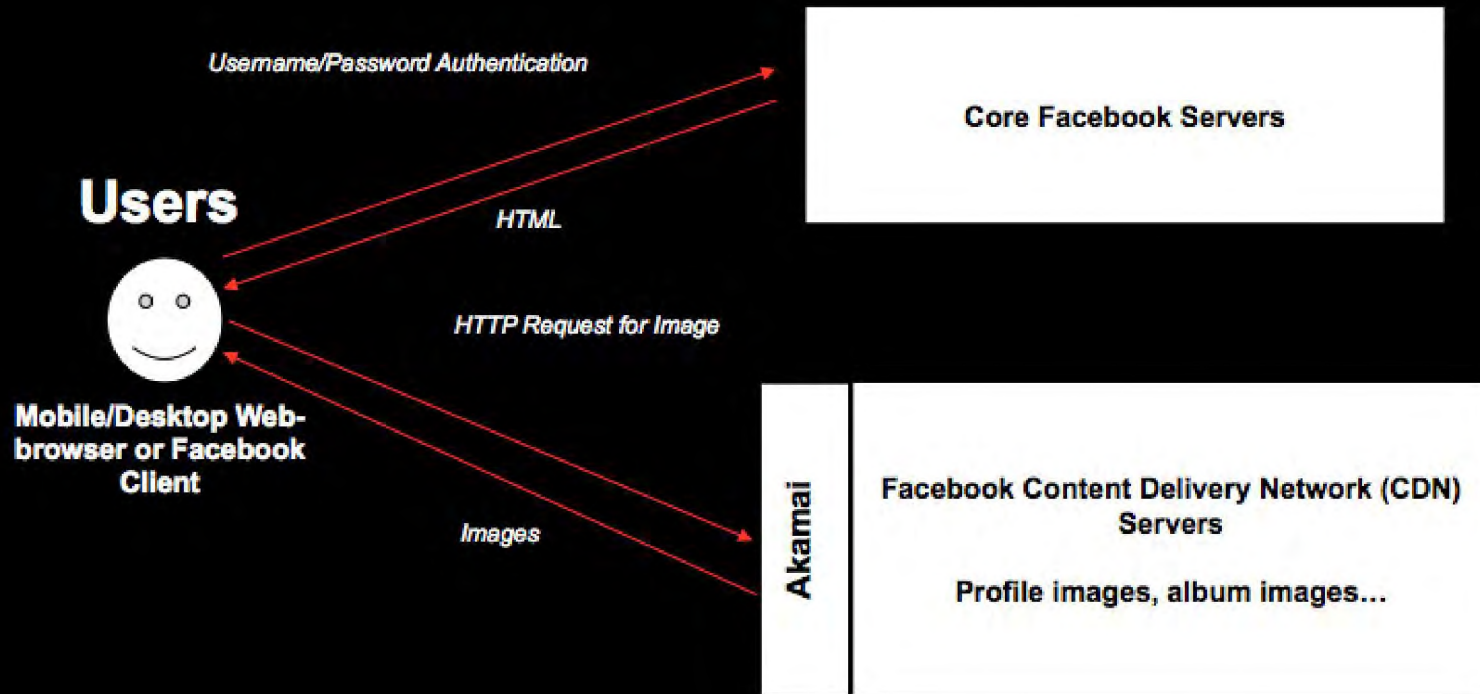 Username/Password Authentication
Core Facebook Servers
Users
HTML
HTTP Request for Image
Mobile/Desktop Web-
browser or Facebook
Client
Images
Akamai
Facebook Content Delivery Network (CDN)
Servers
Profile images, album images…